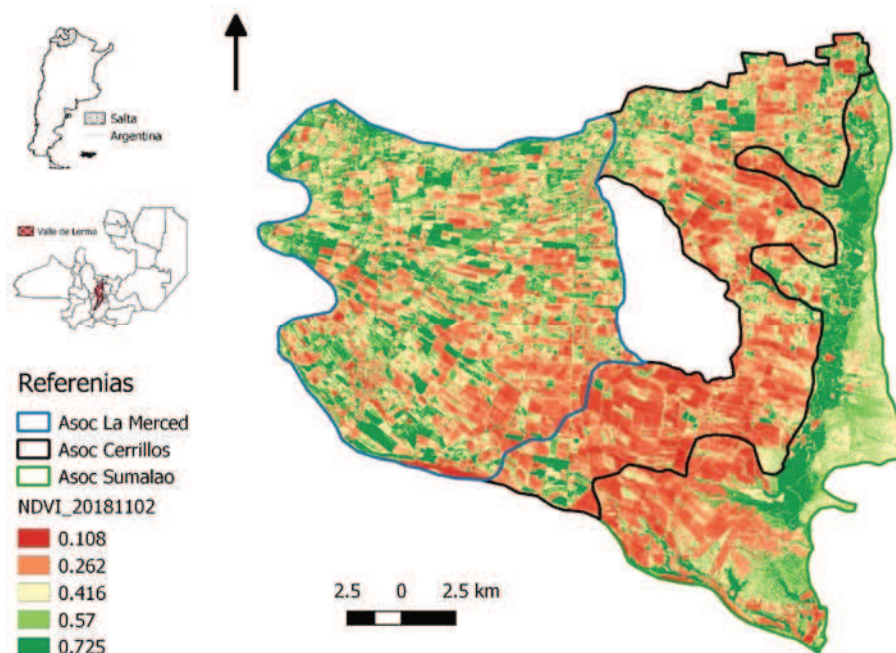 Salta
Argentina
Valle de Lerma
Referenias
Asoc La Merced
Asoc Cerrillos
Asoc Sumalao
NDVI_20181102
0.108
0.262
0.416
0.57
0.725
2.5 0 2.5 km